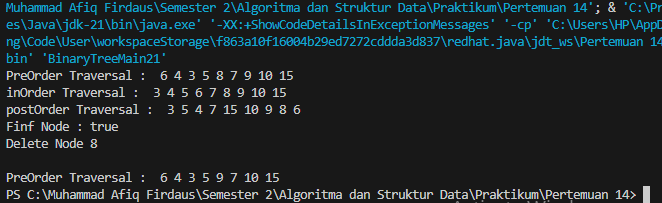 Muhammad Afiq Firdaus\Semester 2\Algoritma dan Struktur Data\Praktikum\Pertemuan 14'; & 'C:\Pr
es\Java\jdk-21\bin\java.exe' '-XX:+ShowCodeDetailsInExceptionMessages' '-cp' 'C:\Users\HP\AppD
ng\Code\User\workspaceStorage\f863a10f16004b29ed7272cddda3d837\redhat.java\jdt_ws\Pertemuan 14
bin' 'BinaryTreeMain21'
PreOrder Traversal :  6 4 3 5 8 7 9 10 15
inOrder Traversal :  3 4 5 6 7 8 9 10 15
postOrder Traversal :  3 5 4 7 15 10 9 8 6
Finf Node : true
Delete Node 8
PreOrder Traversal :  6 4 3 5 9 7 10 15
PS C:\Muhammad Afiq Firdaus\Semester 2\Algoritma dan Struktur Data\Praktikum\Pertemuan 14>